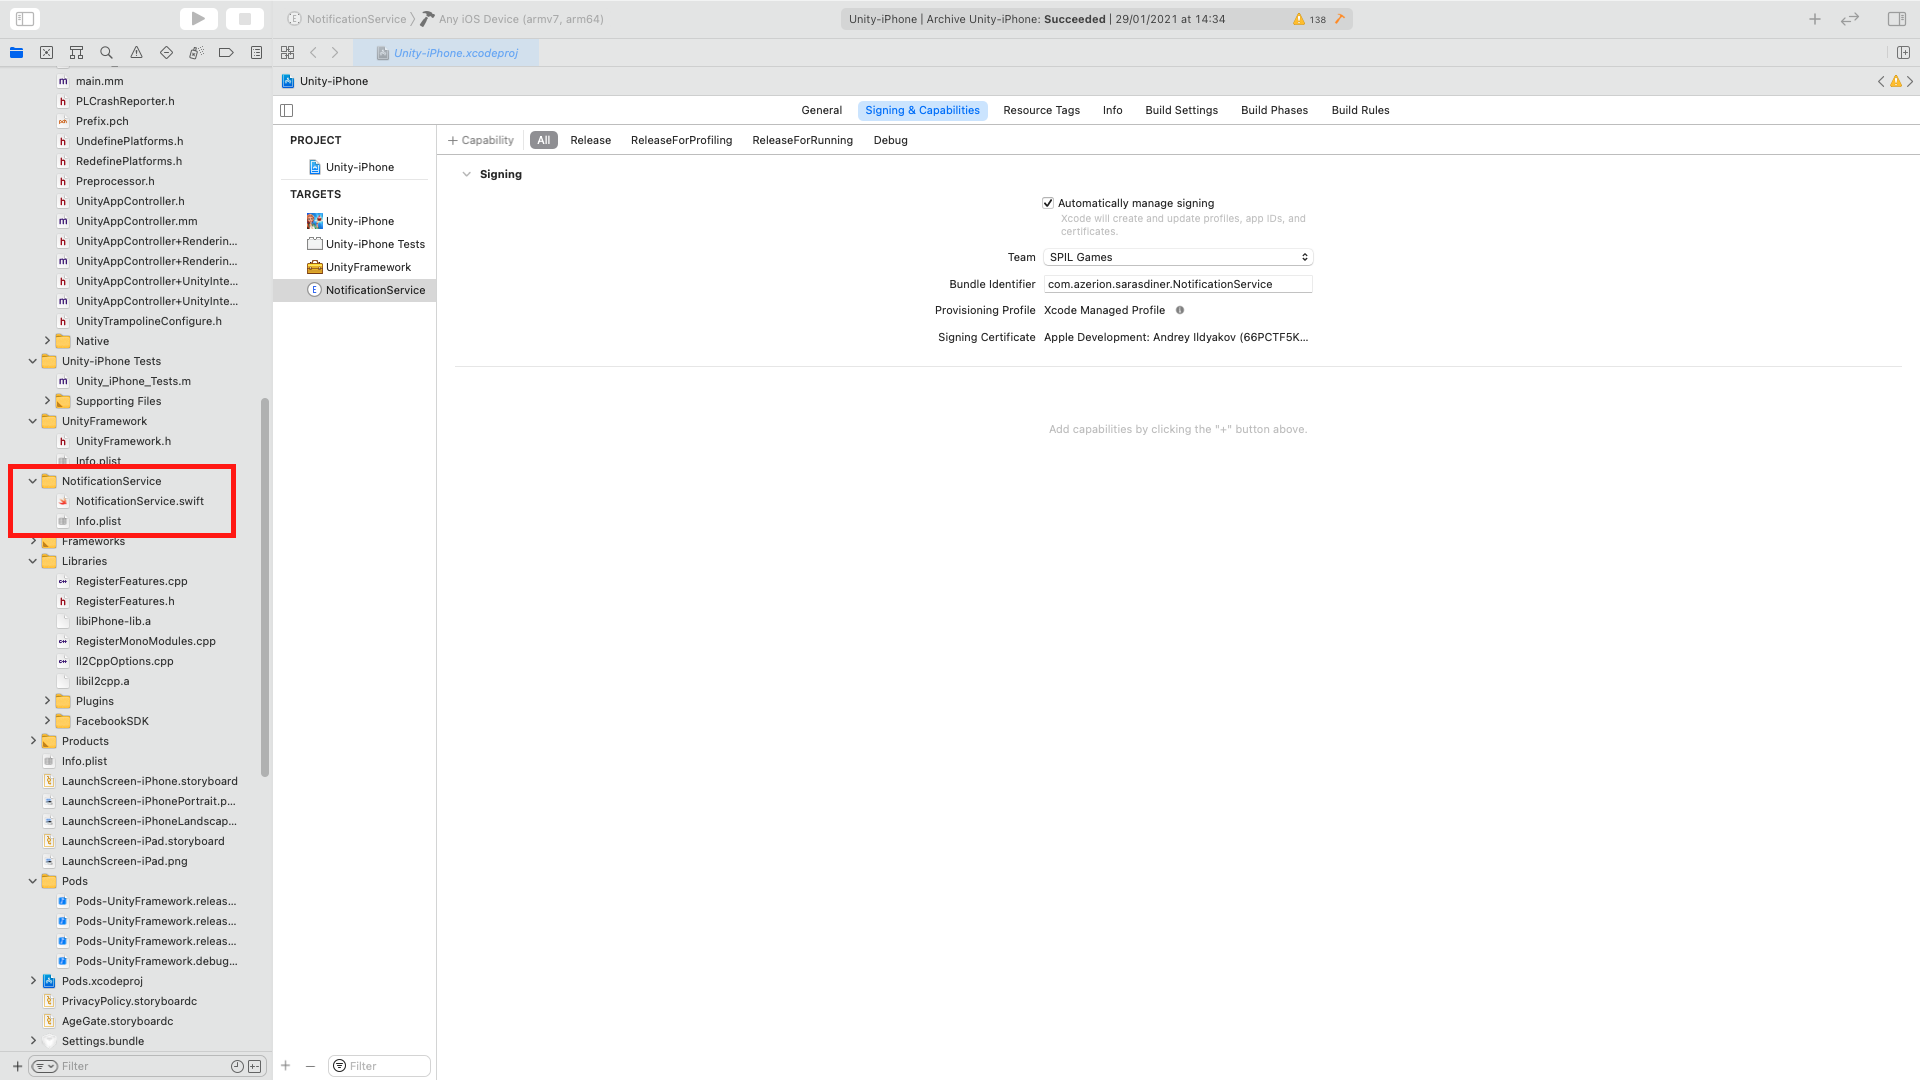 NotificationService
Any iOS Device (armv7, arm64)
Unity-iPhone | Archive Unity-iPhone: Succeeded | 29/01/2021 at 14:34
138
Unity-iPhone.xcodeproj
Unity-iPhone
General
Signing & Capabilities
Resource Tags
Info
Build Settings
Build Phases
Build Rules
main.mm
PLCrashReporter.h
Prefix.pch
UndefinePlatforms.h
RedefinePlatforms.h
Preprocessor.h
UnityAppController.h
UnityAppController.mm
UnityAppController+Renderin...
UnityAppController+Renderin...
UnityAppController+UnityInte...
UnityAppController+UnityInte...
UnityTrampolineConfigure.h
Native
Unity-iPhone Tests
Unity_iPhone_Tests.m
Supporting Files
UnityFramework
UnityFramework.h
Info.plist
NotificationService
NotificationService.swift
Info.plist
Frameworks
Libraries
RegisterFeatures.cpp
RegisterFeatures.h
libiPhone-lib.a
RegisterMonoModules.cpp
Il2CppOptions.cpp
libil2cpp.a
Plugins
FacebookSDK
Products
Info.plist
LaunchScreen-iPhone.storyboard
LaunchScreen-iPhonePortrait.p...
LaunchScreen-iPhoneLandscap...
LaunchScreen-iPad.storyboard
LaunchScreen-iPad.png
Pods
Pods-UnityFramework.releas...
Pods-UnityFramework.releas...
Pods-UnityFramework.releas...
Pods-UnityFramework.debug...
Pods.xcodeproj
PrivacyPolicy.storyboardc
AgeGate.storyboardc
Settings.bundle
Filter
PROJECT
Unity-iPhone
TARGETS
Unity-iPhone
Unity-iPhone Tests
UnityFramework
NotificationService
Filter
+ Capability
All
Release
ReleaseForProfiling
ReleaseForRunning
Debug
Signing
Automatically manage signing
Xcode will create and update profiles, app IDs, and
certificates.
Team
SPIL Games
Bundle Identifier
com.azerion.sarasdiner.NotificationService
Provisioning Profile
Xcode Managed Profile
Signing Certificate
Apple Development: Andrey Ildyakov (66PCTF5K...
Add capabilities by clicking the "+" button above.